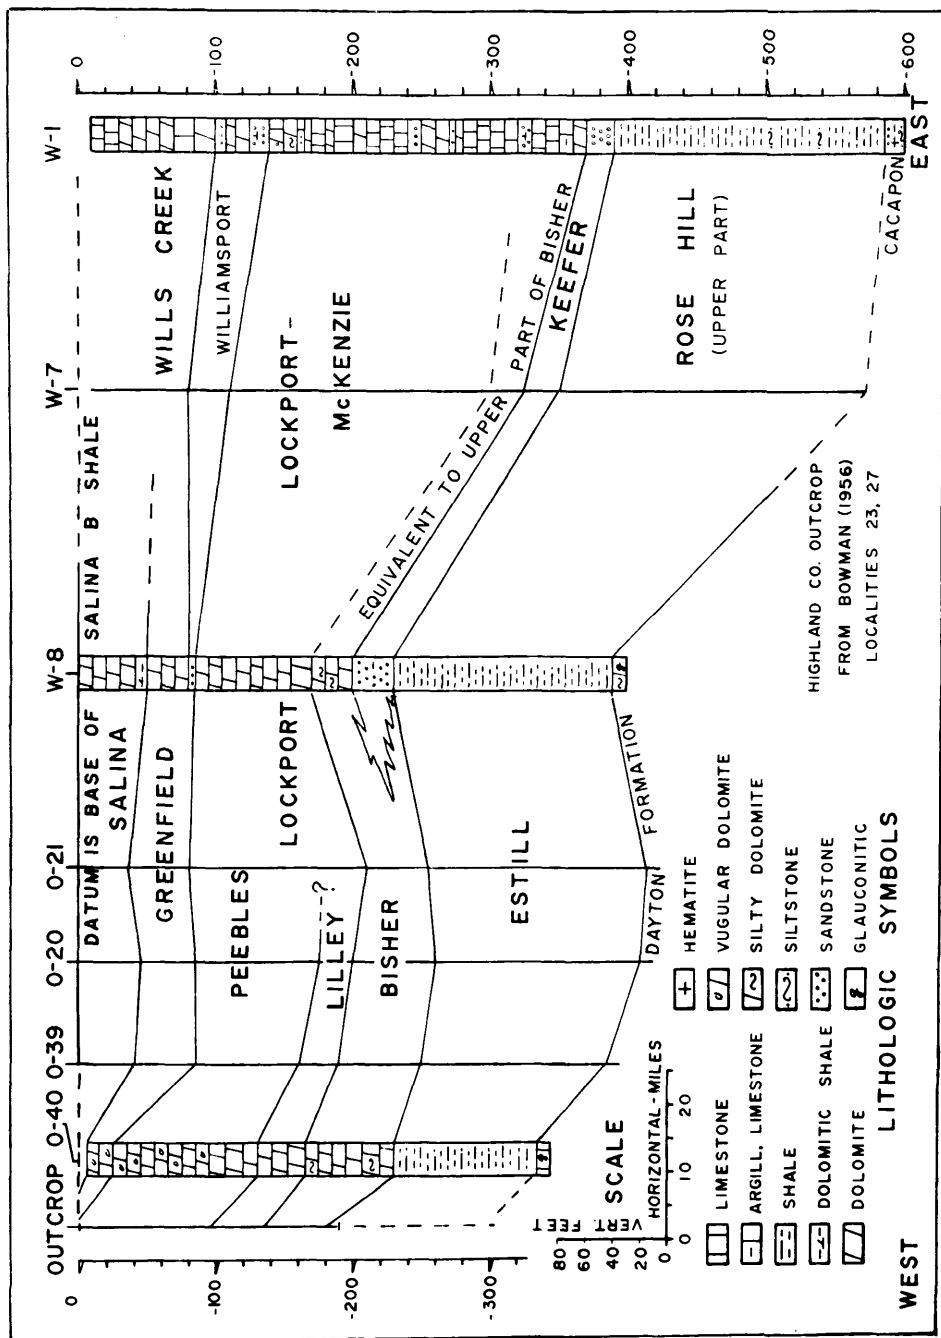 OUTCROP
O-40
O-39
O-20
O-21
W-8
W-7
W-1
0
-100
-200
-300
0
-100
-200
-300
-400
-500
-600
DATUM IS BASE OF SALINA B SHALE
SALINA
GREENFIELD
WILLS CREEK
WILLIAMSPORT
PEEBLES
LOCKPORT
LOCKPORT-
McKENZIE
LILLEY-?
BISHER
EQUIVALENT TO UPPER PART OF BISHER
KEEFER
ESTILL
ROSE HILL
(UPPER PART)
DAYTON FORMATION
CACAPON
WEST
EAST
HIGHLAND CO. OUTCROP
FROM BOWMAN (1956)
LOCALITIES 23, 27
SCALE
VERT. FEET
80
60
40
20
0
HORIZONTAL-MILES
0
10
20
LIMESTONE
ARGILL. LIMESTONE
SHALE
DOLOMITIC SHALE
DOLOMITE
HEMATITE
VUGULAR DOLOMITE
SILTY DOLOMITE
SILTSTONE
SANDSTONE
GLAUCONITIC
LITHOLOGIC SYMBOLS